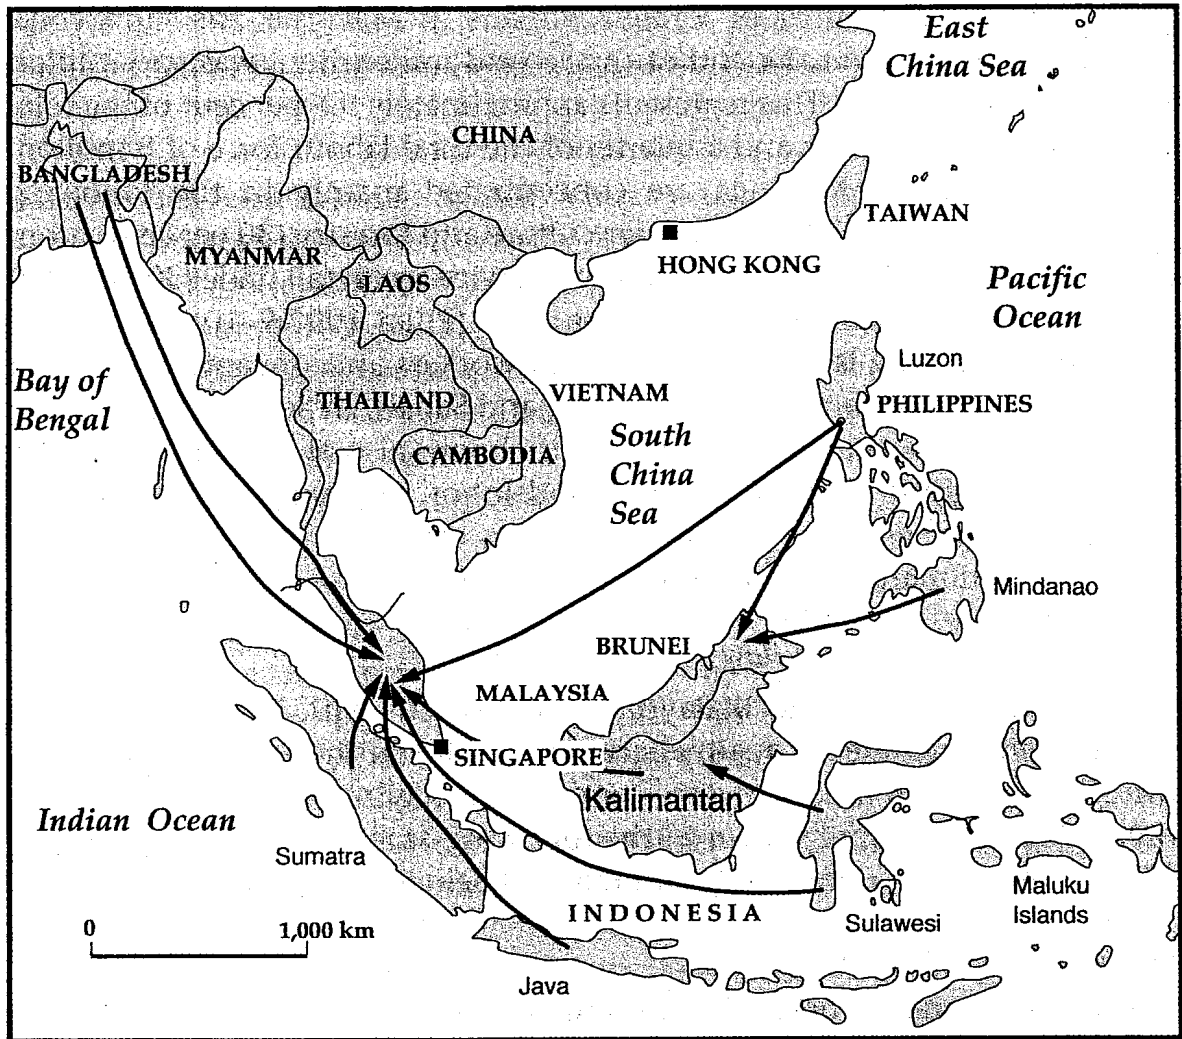 East
China Sea
CHINA
BANGLADESH
TAIWAN
MYANMAR
HONG KONG
LAOS
Pacific
Ocean
Luzon
Bay of
Bengal
THAILAND
VIETNAM
PHILIPPINES
South
China
Sea
CAMBODIA
Mindanao
BRUNEI
MALAYSIA
SINGAPORE
Kalimantan
Indian Ocean
Sumatra
Maluku
Islands
INDONESIA
Sulawesi
0
1,000 km
Java